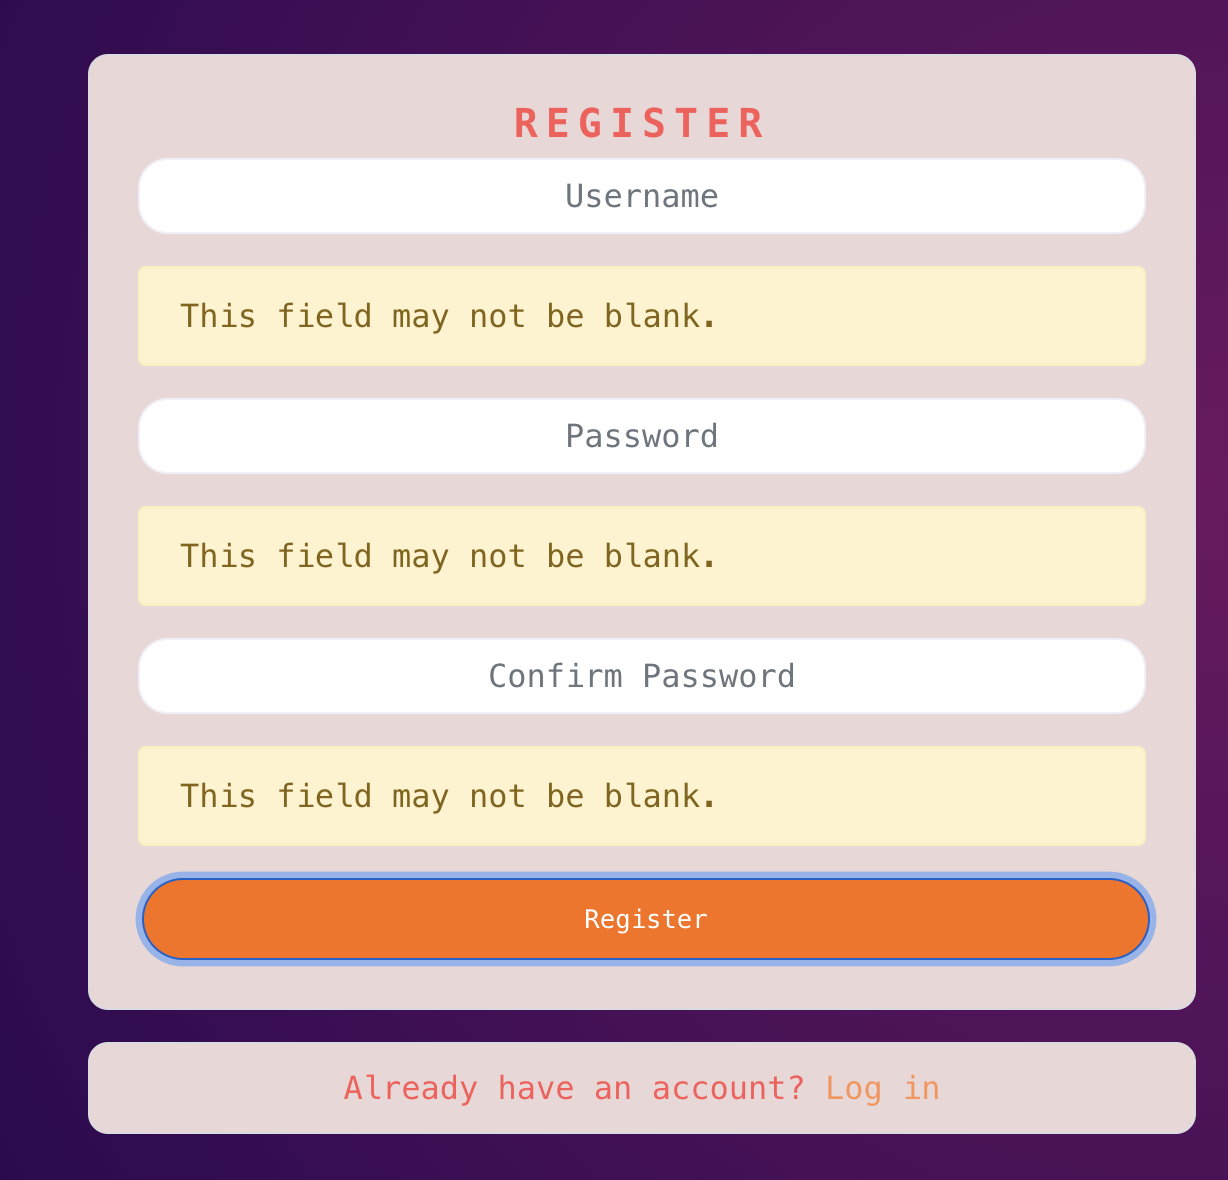 REGISTER
Username
This field may not be blank.
Password
This field may not be blank.
Confirm Password
This field may not be blank.
Register
Already have an account? Log in